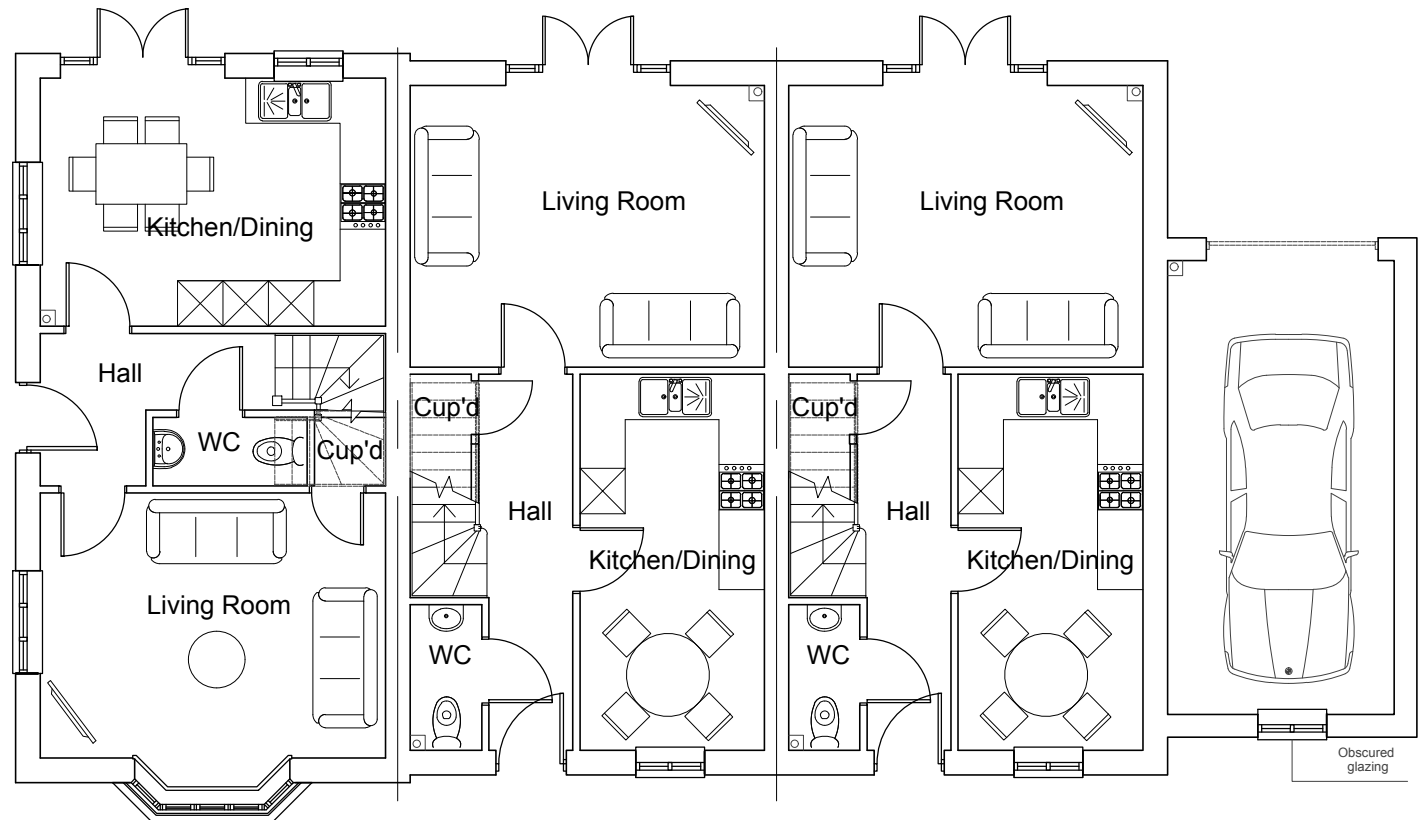 Living Room
Living Room
Kitchen/Dining
Hall
Cup'd
Cup'd
WC
Cup'd
Hall
Hall
Kitchen/Dining
Kitchen/Dining
Living Room
WC
WC
Obscured
glazing